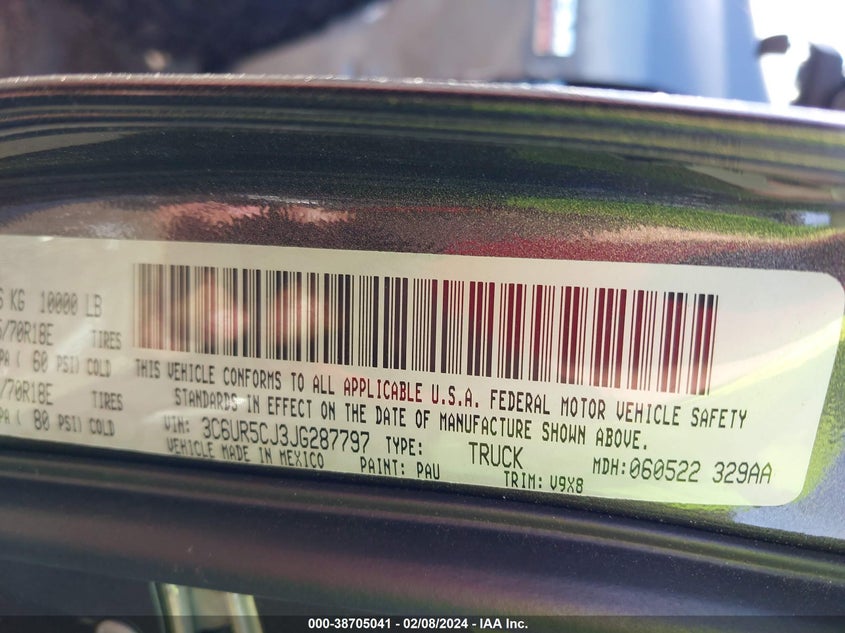 KG 10000 LB
/70R18E TIRES
PA ( 60 PSI) COLD
/70R18E TIRES
PA ( 80 PSI) COLD
THIS VEHICLE CONFORMS TO ALL APPLICABLE U.S.A. FEDERAL MOTOR VEHICLE SAFETY
STANDARDS IN EFFECT ON THE DATE OF MANUFACTURE SHOWN ABOVE.
VIN: 3C6UR5CJ3JG287797 TYPE: TRUCK MDH:060522 329AA
VEHICLE MADE IN MEXICO PAINT: PAU TRIM: V9X8
000-38705041 - 02/08/2024 - IAA Inc.